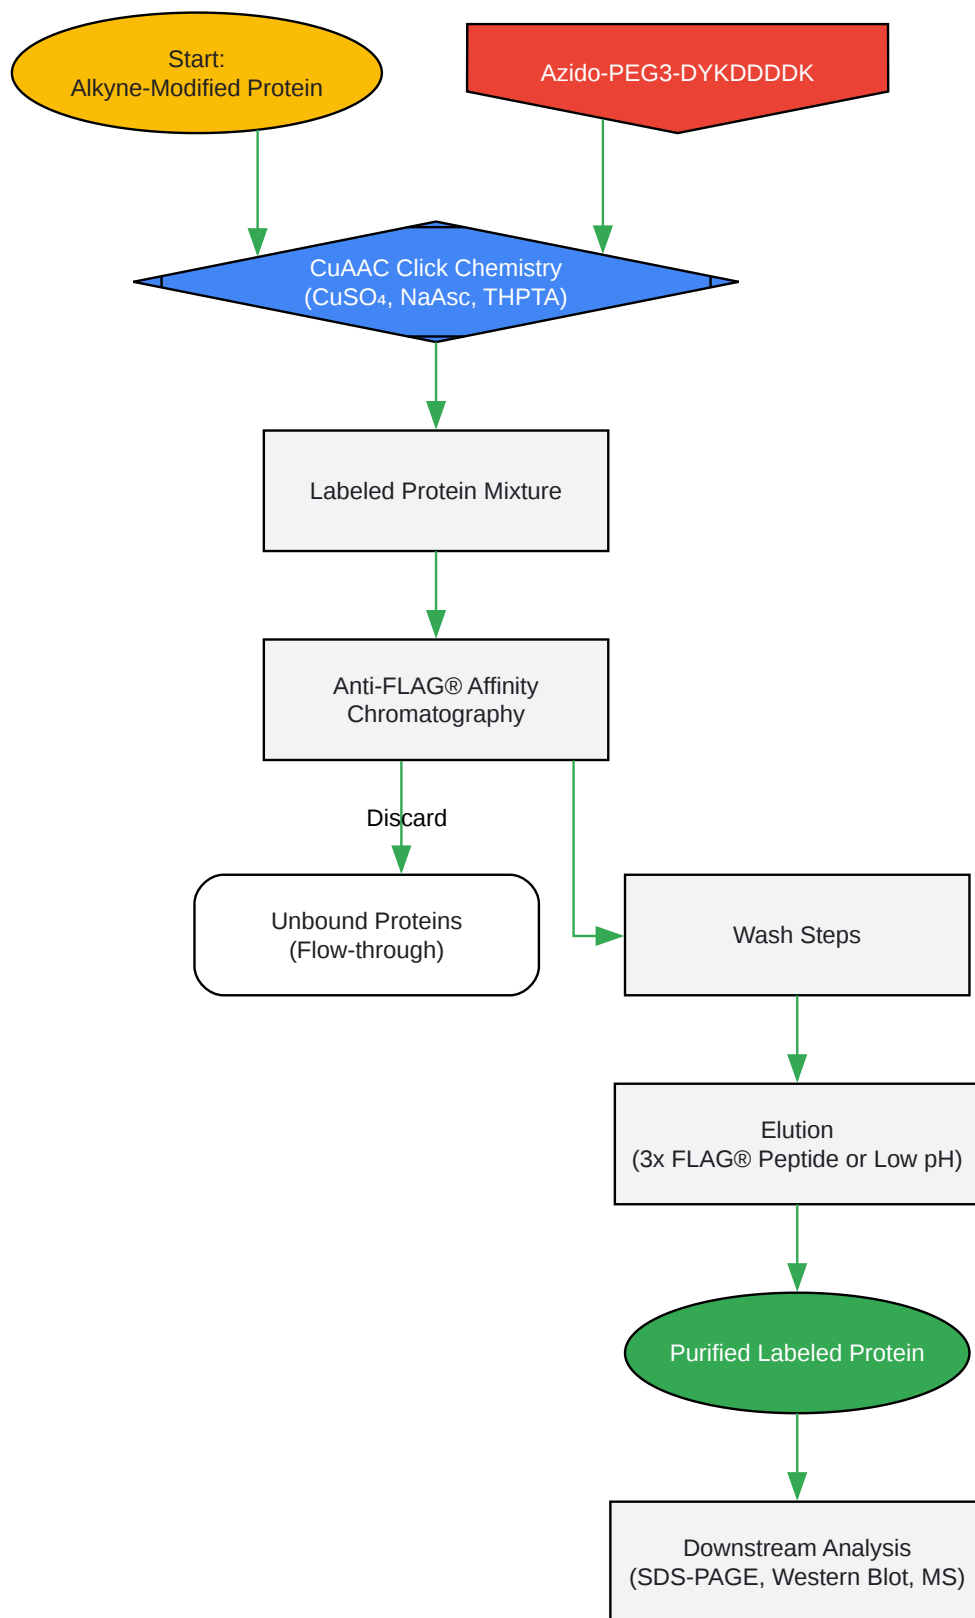 Start:
Alkyne-Modified Protein
Azido-PEG3-DYKDDDDK
CuAAC Click Chemistry
(CuSO₄, NaAsc, THPTA)
Labeled Protein Mixture
Anti-FLAG® Affinity
Chromatography
Discard
Unbound Proteins
(Flow-through)
Wash Steps
Elution
(3x FLAG® Peptide or Low pH)
Purified Labeled Protein
Downstream Analysis
(SDS-PAGE, Western Blot, MS)